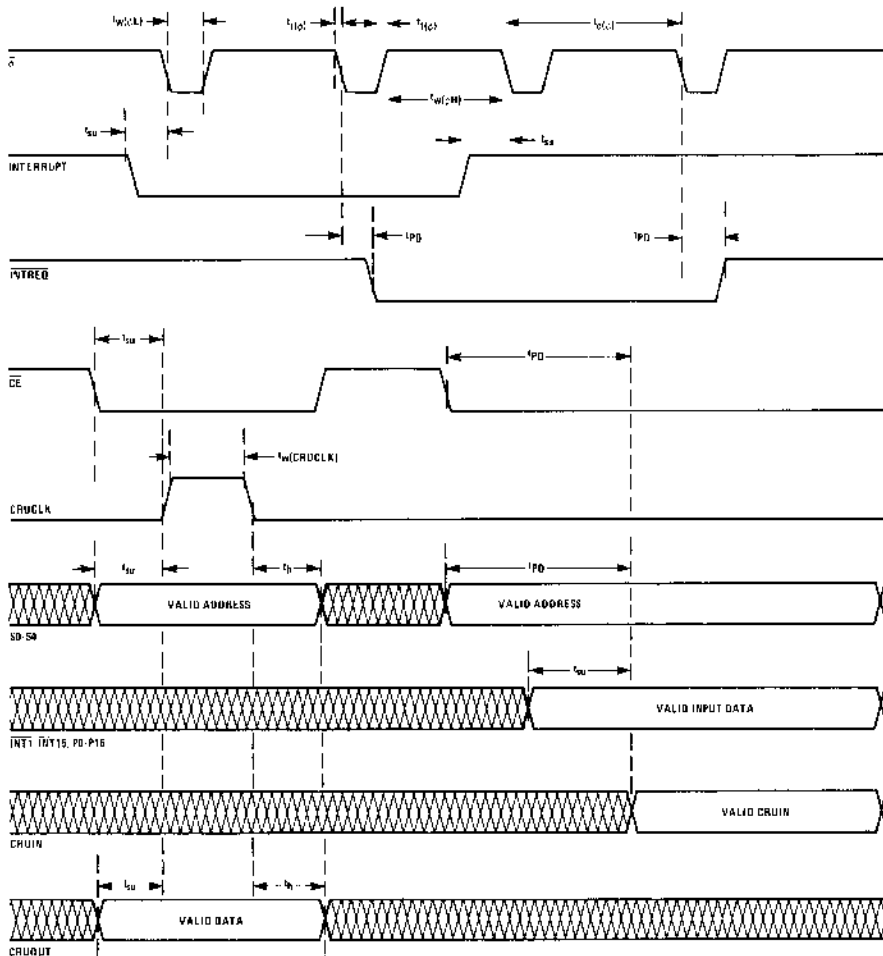 tw(φL) tf(φ) tr(φ) tc(φ)
φ̅
tw(φH)
tsu tsu
INTERRUPT
tPD tPD
INTREQ
tsu tPD
CE
tw(CRUCLK)
CRUCLK
tsu th tPD
VALID ADDRESS VALID ADDRESS
S0-S4
tsu
VALID INPUT DATA
INT1-INT15, P0-P15
VALID CRUIN
CRUIN
tsu th
VALID DATA
CRUOUT